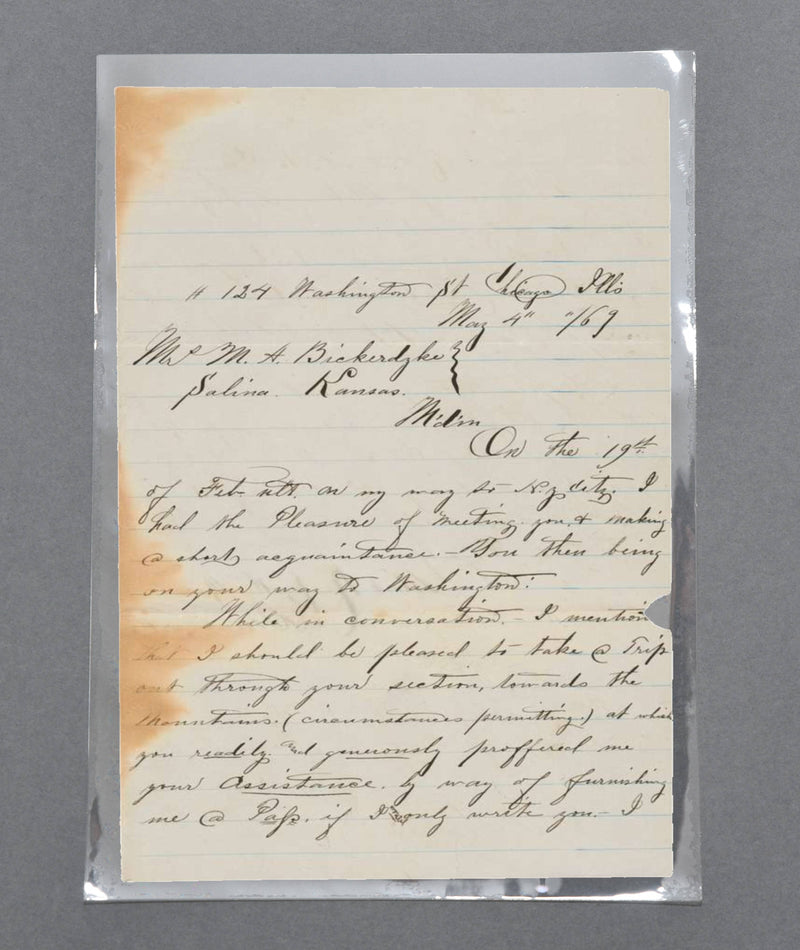 # 124 Washington St Chicago Ills
May 4" "/69
Mrs M. A. Bickerdyke
Salina. Kansas.
M'd'm
On the 19th
of Feb. ult. on my way to N.y city. I
had the Pleasure of meeting you, & making
a short acquaintance. – You then being
on your way to Washington:
While in conversation. – I mention
that I should be pleased to take a Trip
out through your section, towards the
Mountains. (circumstances permitting.) at which
you readily and generously proffered me
your Assistance. by way of furnishing
me a Pass. if I only write you. – I